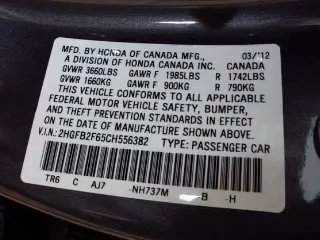 MFD. BY HONDA OF CANADA MFG., 03/12
A DIVISION OF HONDA CANADA INC. CANADA
GVWR 3660LBS GAWR F 1985LBS R 1742LBS
GVWR 1660KG GAWR F 900KG R 790KG
THIS VEHICLE CONFORMS TO ALL APPLICABLE
FEDERAL MOTOR VEHICLE SAFETY, BUMPER,
AND THEFT PREVENTION STANDARDS IN
EFFECT ON THE DATE OF MANUFACTURE
SHOWN ABOVE.
V.I.N: 2HGFB2F65CH556382 TYPE: PASSENGER CAR
TR6 C AJ7 -NH737M B -H